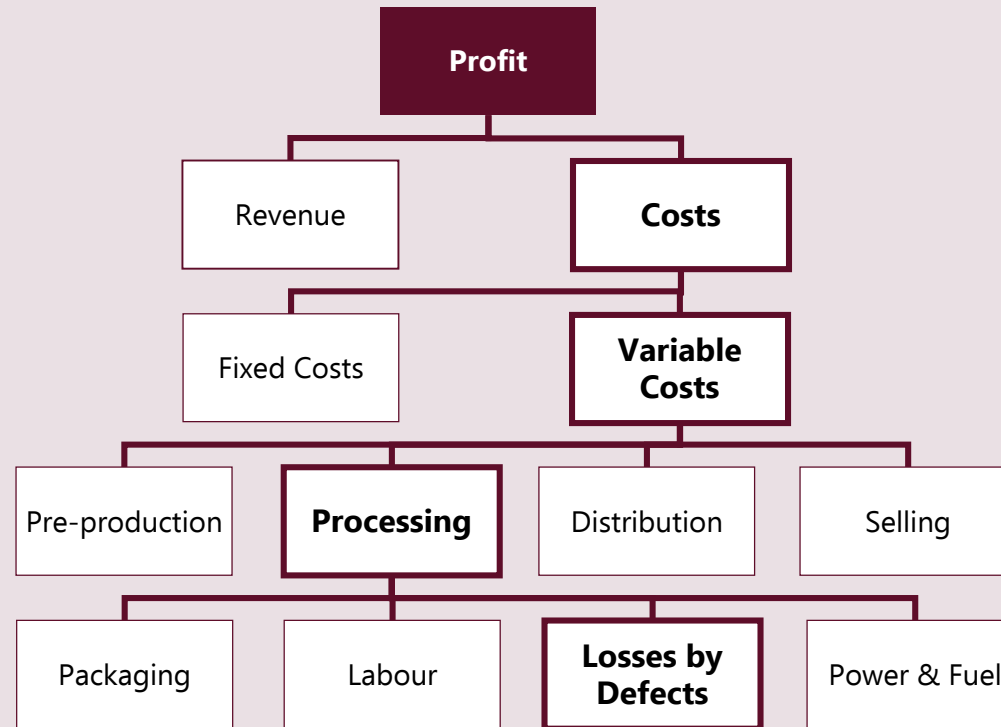 Profit
Revenue
Costs
Fixed Costs
Variable
Costs
Pre-production
Processing
Distribution
Selling
Packaging
Labour
Losses by
Defects
Power & Fuel